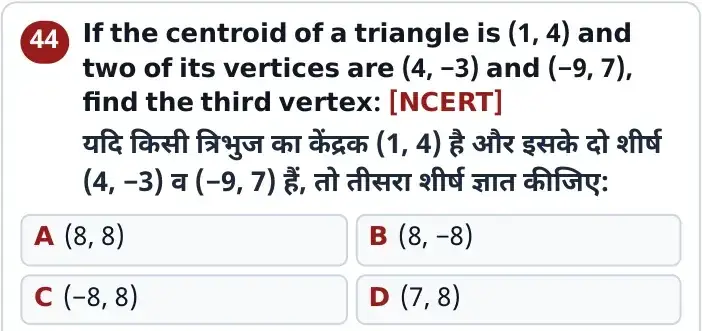 44 If the centroid of a triangle is (1, 4) and
two of its vertices are (4, −3) and (−9, 7),
find the third vertex: [NCERT]
यदि किसी त्रिभुज का केंद्रक (1, 4) है और इसके दो शीर्ष
(4, −3) व (−9, 7) हैं, तो तीसरा शीर्ष ज्ञात कीजिए:
A (8, 8) B (8, −8)
C (−8, 8) D (7, 8)